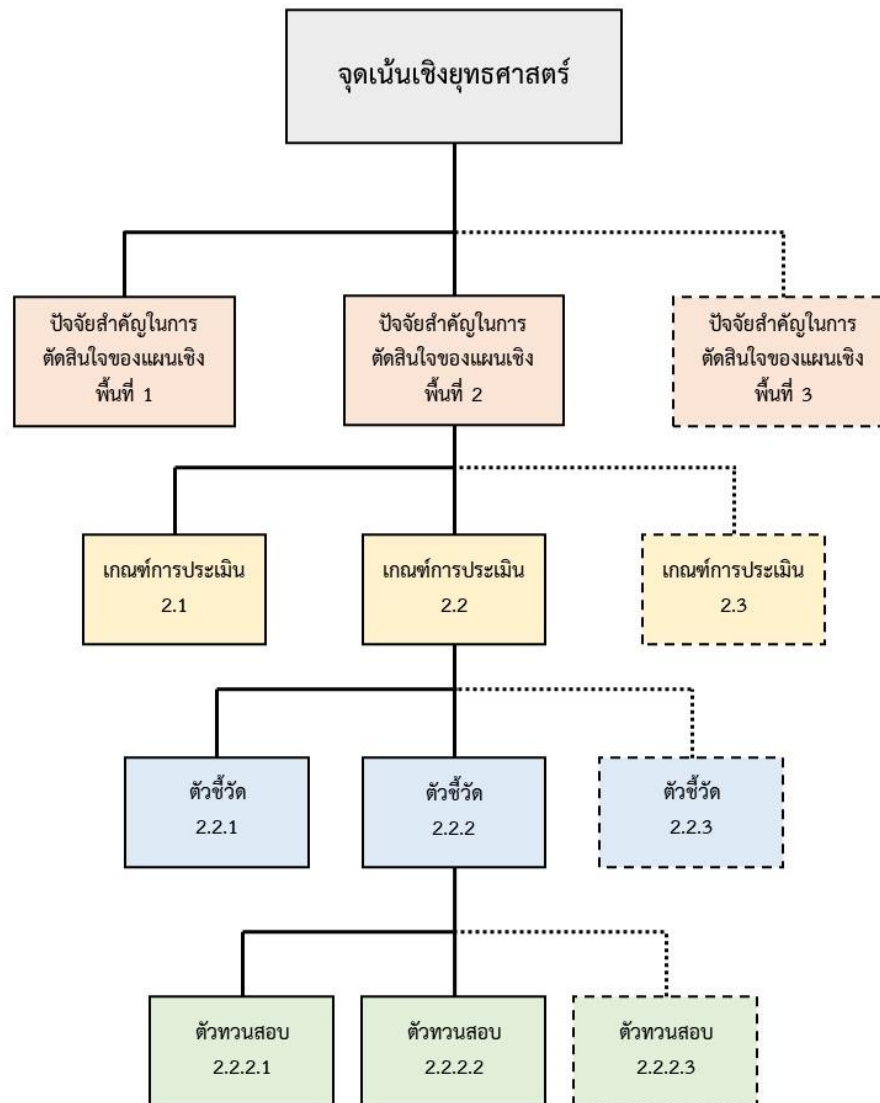 จุดเน้นเชิงยุทธศาสตร์
ปัจจัยสำคัญในการ
ตัดสินใจของแผนเชิง
พื้นที่ 1
ปัจจัยสำคัญในการ
ตัดสินใจของแผนเชิง
พื้นที่ 2
ปัจจัยสำคัญในการ
ตัดสินใจของแผนเชิง
พื้นที่ 3
เกณฑ์การประเมิน
2.1
เกณฑ์การประเมิน
2.2
เกณฑ์การประเมิน
2.3
ตัวชี้วัด
2.2.1
ตัวชี้วัด
2.2.2
ตัวชี้วัด
2.2.3
ตัวทวนสอบ
2.2.2.1
ตัวทวนสอบ
2.2.2.2
ตัวทวนสอบ
2.2.2.3